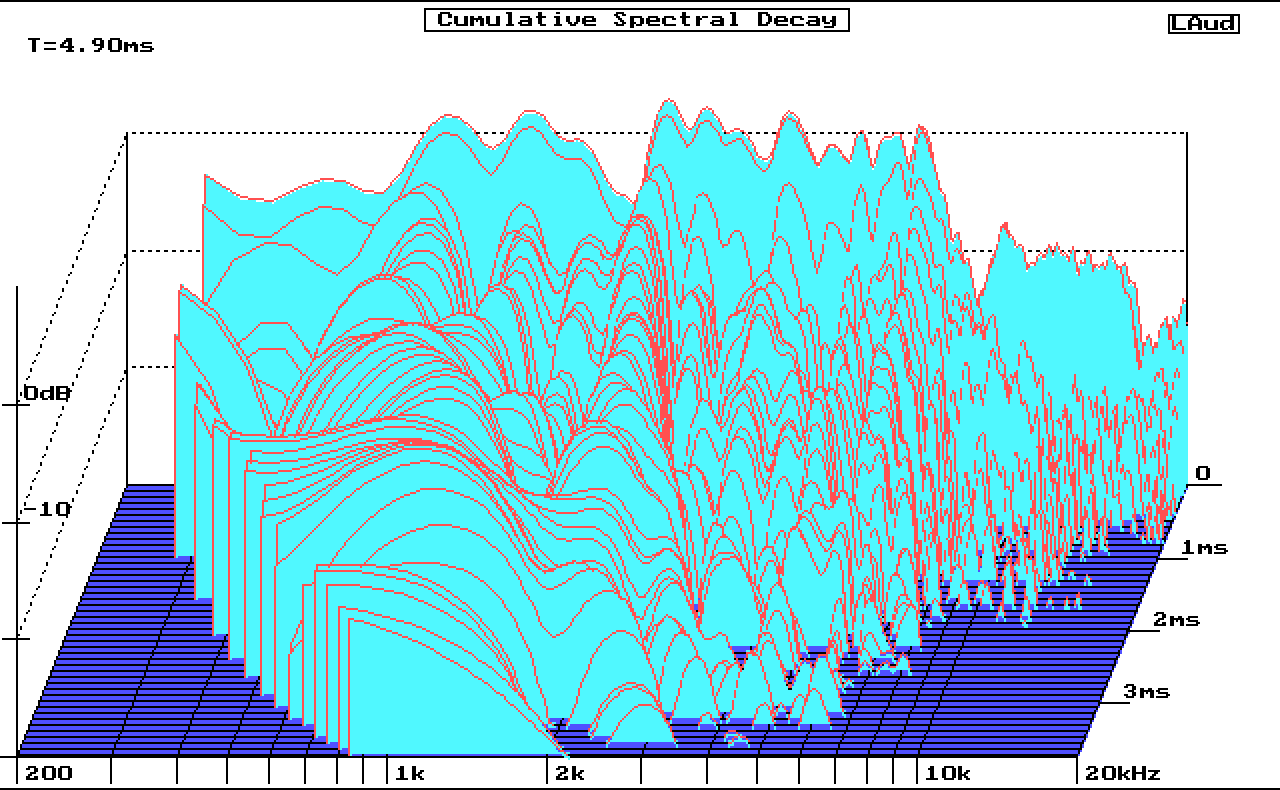 Cumulative Spectral Decay
LAud
T=4.90ms
0dB
-10
0
1ms
2ms
3ms
200
1k
2k
10k
20kHz